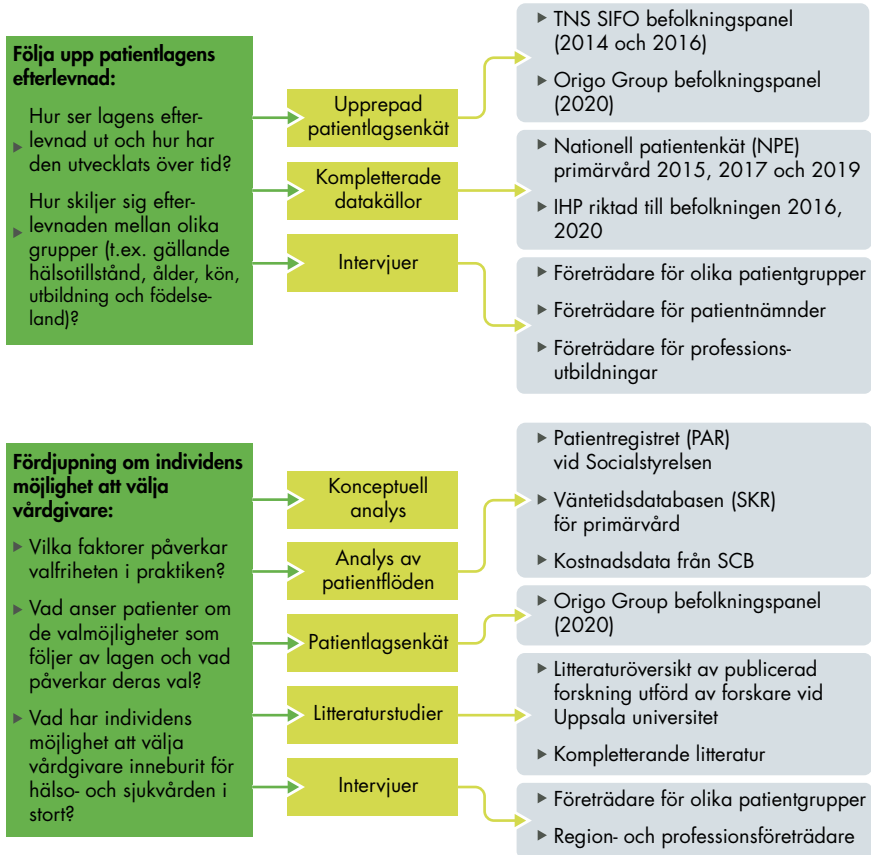 Följa upp patientlagens
efterlevnad:
Hur ser lagens efter-
levnad ut och hur har
den utvecklats över tid?
Hur skiljer sig efter-
levnaden mellan olika
grupper (t.ex. gällande
hälsotillstånd, ålder, kön,
utbildning och födelse-
land)?
Upprepad
patientlagsenkät
Kompletterade
datakällor
Intervjuer
TNS SIFO befolkningspanel
(2014 och 2016)
Origo Group befolkningspanel
(2020)
Nationell patientenkät (NPE)
primärvård 2015, 2017 och 2019
IHP riktad till befolkningen 2016,
2020
Företrädare för olika patientgrupper
Företrädare för patientnämnder
Företrädare för professions-
utbildningar
Fördjupning om individens
möjlighet att välja
vårdgivare:
Vilka faktorer påverkar
valfriheten i praktiken?
Vad anser patienter om
de valmöjligheter som
följer av lagen och vad
påverkar deras val?
Vad har individens
möjlighet att välja
vårdgivare inneburit för
hälso- och sjukvården i
stort?
Konceptuell
analys
Analys av
patientflöden
Patientlagsenkät
Litteraturstudier
Intervjuer
Patientregistret (PAR)
vid Socialstyrelsen
Väntetidsdatabasen (SKR)
för primärvård
Kostnadsdata från SCB
Origo Group befolkningspanel
(2020)
Litteraturöversikt av publicerad
forskning utförd av forskare vid
Uppsala universitet
Kompletterande litteratur
Företrädare för olika patientgrupper
Region- och professionsföreträdare